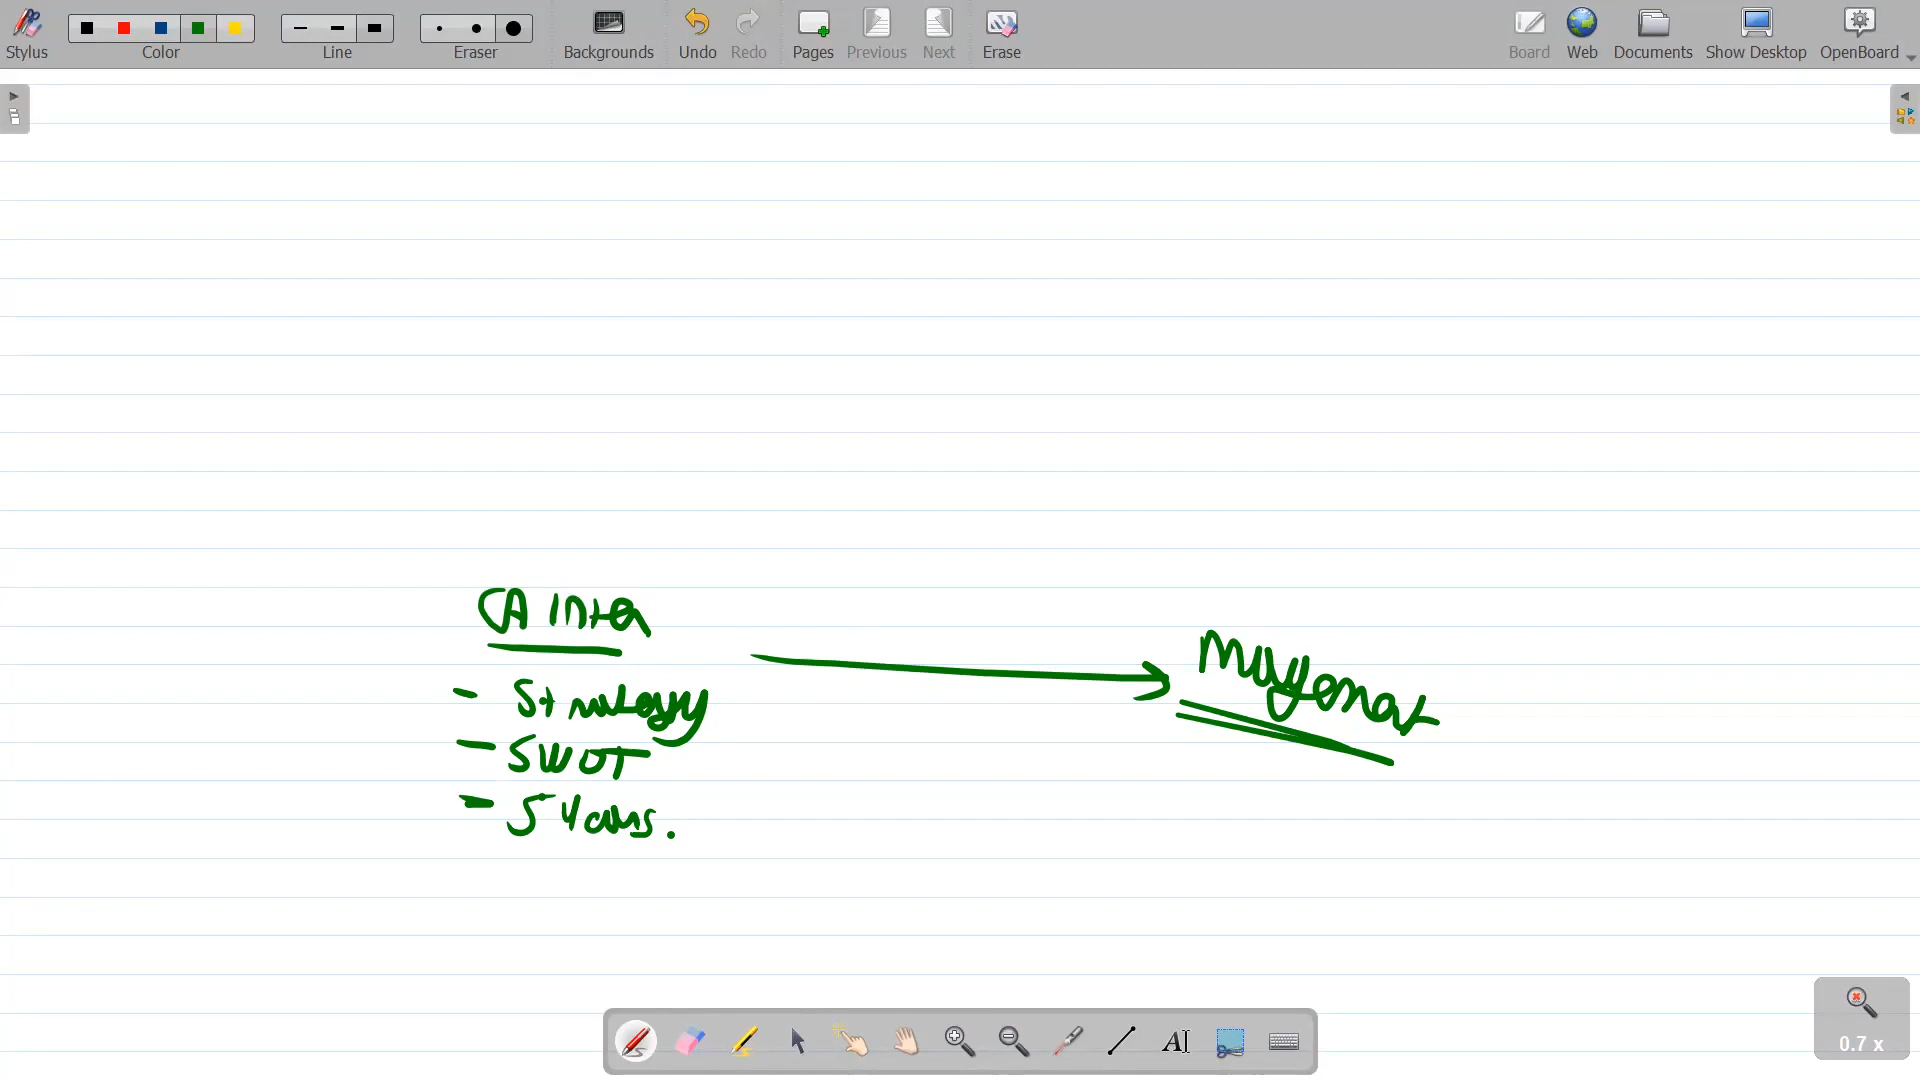 Stylus
Color
Line
Eraser
Backgrounds
Undo
Redo
Pages
Previous
Next
Erase
Board
Web
Documents
Show Desktop
OpenBoard
CA Inter
- Strategy
- SWOT
- 5 Years.
AI
0.7 x